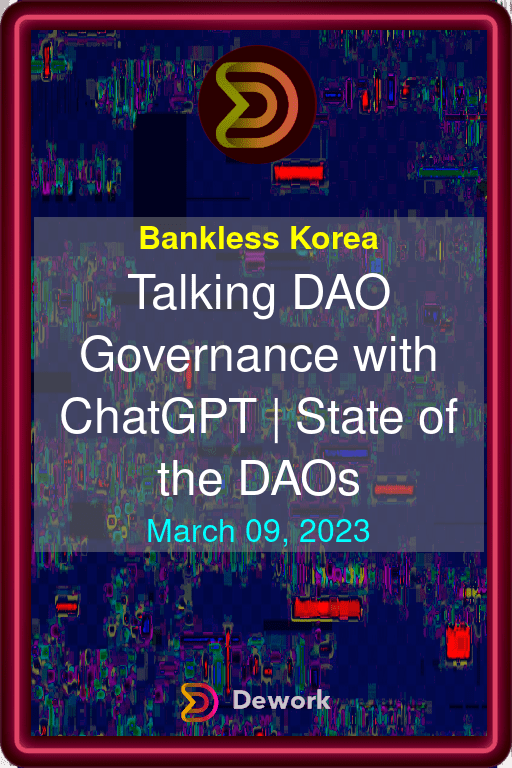 Bankless Korea
Talking DAO
Governance with
ChatGPT | State of
the DAOs
March 09, 2023
Dework